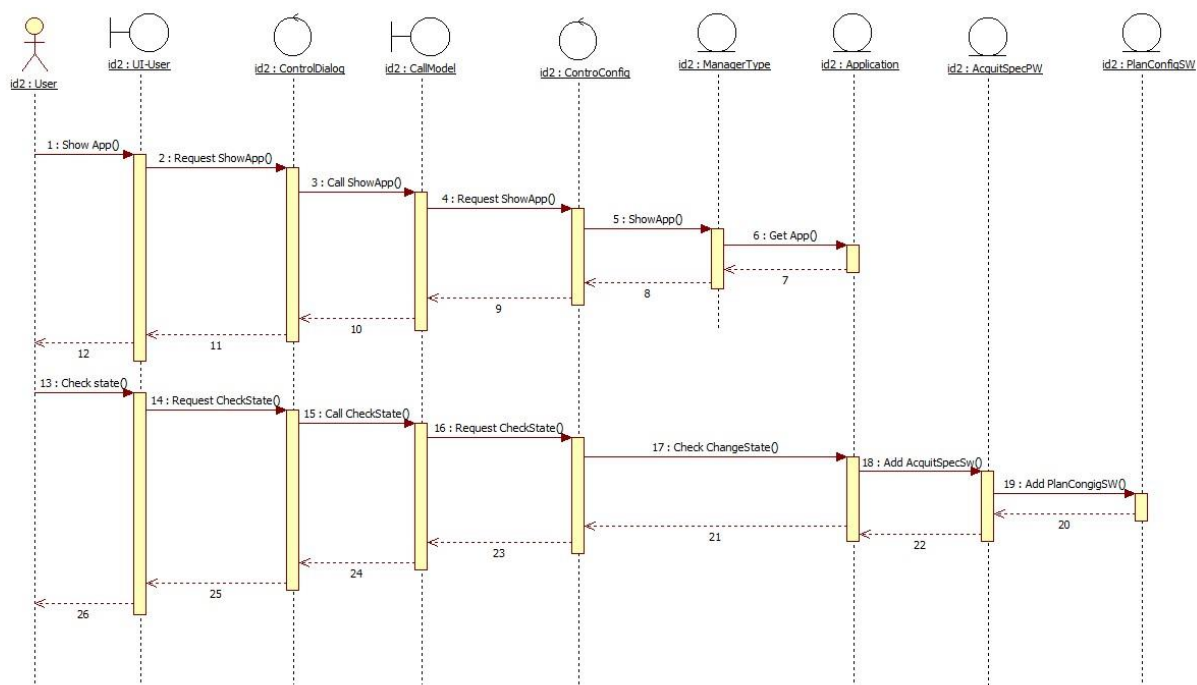 id2 : User
id2 : UI-User
id2 : ControlDialog
id2 : CallModel
id2 : ControConfig
id2 : ManagerType
id2 : Application
id2 : AcquitSpecPW
id2 : PlanConfigSW
1 : Show App()
2 : Request ShowApp()
3 : Call ShowApp()
4 : Request ShowApp()
5 : ShowApp()
6 : Get App()
7
8
9
10
11
12
13 : Check state()
14 : Request CheckState()
15 : Call CheckState()
16 : Request CheckState()
17 : Check ChangeState()
18 : Add AcquitSpecSw()
19 : Add PlanCongigSW()
20
21
22
23
24
25
26